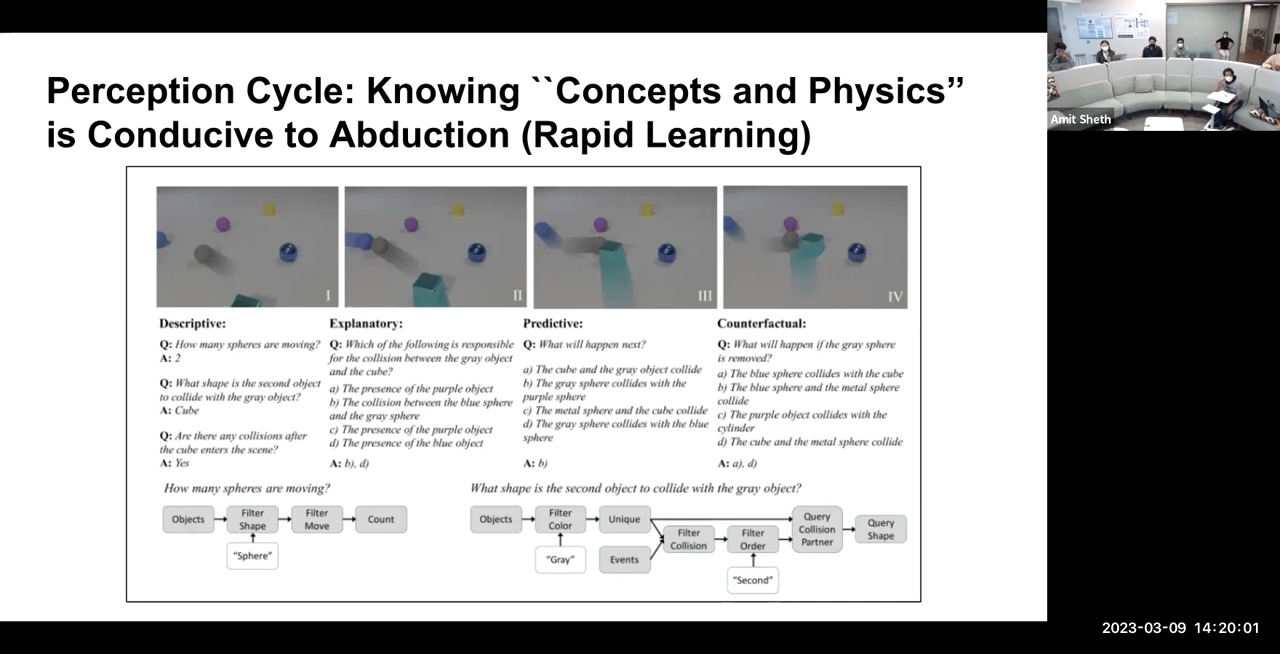 Perception Cycle: Knowing ``Concepts and Physics”
is Conducive to Abduction (Rapid Learning)
Amit Sheth
I
II
III
IV
Descriptive:
Q: How many spheres are moving?
A: 2
Q: What shape is the second object
to collide with the gray object?
A: Cube
Q: Are there any collisions after
the cube enters the scene?
A: Yes
Explanatory:
Q: Which of the following is responsible
for the collision between the gray object
and the cube?
a) The presence of the purple object
b) The collision between the blue sphere
and the gray sphere
c) The presence of the purple object
d) The presence of the blue object
A: b), d)
Predictive:
Q: What will happen next?
a) The cube and the gray object collide
b) The gray sphere collides with the
purple sphere
c) The metal sphere and the cube collide
d) The gray sphere collides with the blue
sphere
A: b)
Counterfactual:
Q: What will happen if the gray sphere
is removed?
a) The blue sphere collides with the cube
b) The blue sphere and the metal sphere
collide
c) The purple object collides with the
cylinder
d) The cube and the metal sphere collide
A: a), d)
How many spheres are moving?
Objects
Filter
Shape
Filter
Move
Count
“Sphere”
What shape is the second object to collide with the gray object?
Objects
Filter
Color
Unique
“Gray”
Events
Filter
Collision
Filter
Order
“Second”
Query
Collision
Partner
Query
Shape
2023-03-09 14:20:01